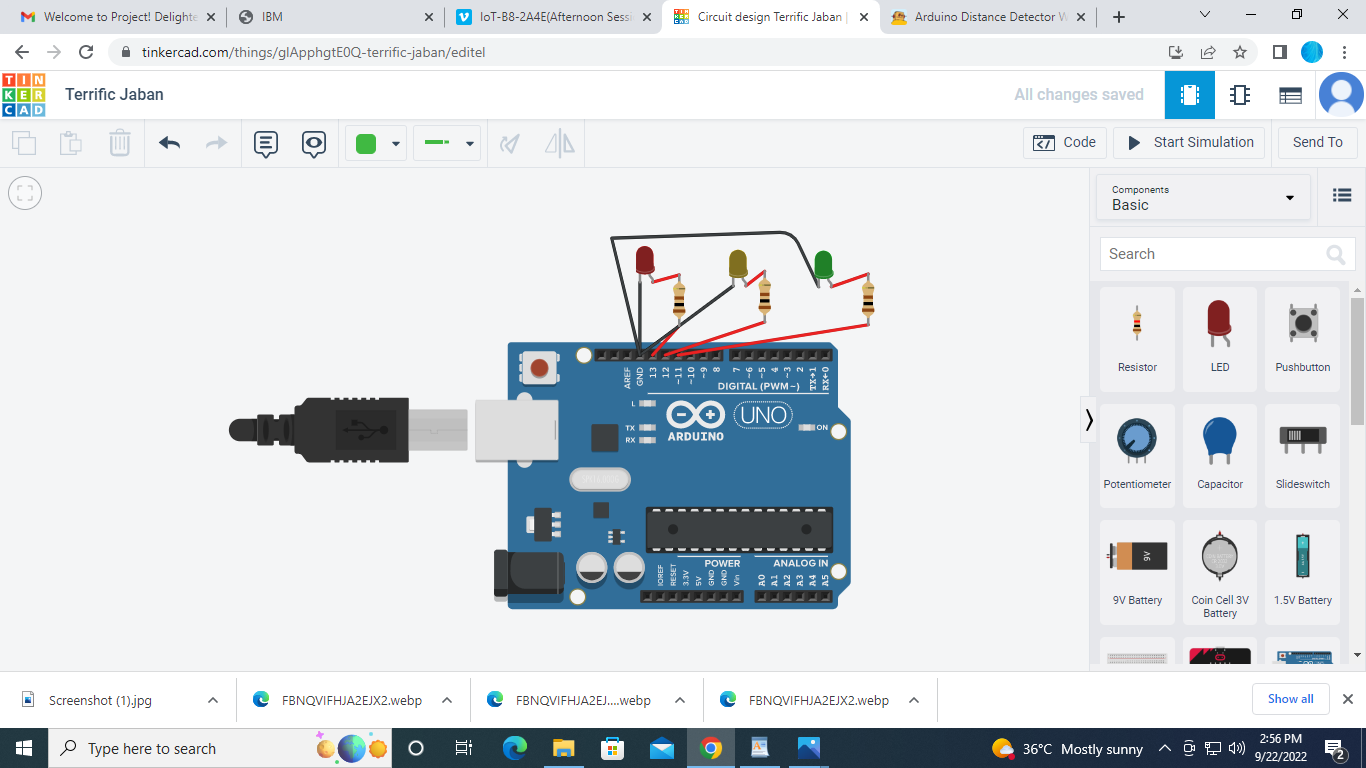 Welcome to Project! Delighte
IBM
IoT-B8-2A4E(Afternoon Sessi
Circuit design Terrific Jaban |
Arduino Distance Detector W
tinkercad.com/things/glApphgtE0Q-terrific-jaban/editel
TIN
KER
CAD
Terrific Jaban
All changes saved
Code
Start Simulation
Send To
Components
Basic
Search
Resistor
LED
Pushbutton
Potentiometer
Capacitor
Slideswitch
9V
9V Battery
Coin Cell 3V
Battery
1.5V Battery
AREF
GND
13
12
~11
~10
~9
8
7
~6
~5
4
~3
2
TX→1
RX←0
DIGITAL (PWM~)
L
TX
RX
ARDUINO
UNO
ON
POWER
ANALOG IN
IOREF
RESET
3.3V
5V
GND
GND
Vin
A0
A1
A2
A3
A4
A5
Screenshot (1).jpg
FBNQVIFHJA2EJX2.webp
FBNQVIFHJA2EJ....webp
FBNQVIFHJA2EJX2.webp
Show all
Type here to search
36°C Mostly sunny
2:56 PM
9/22/2022
2